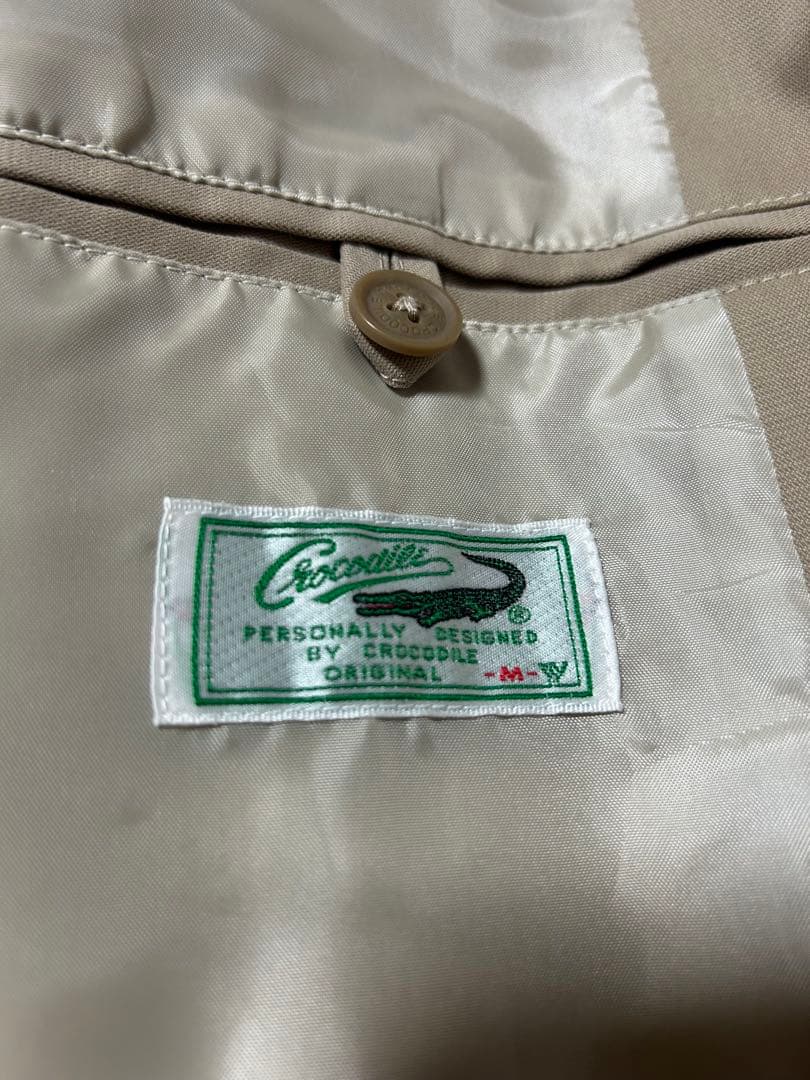 Crocodile
®
PERSONALLY DESIGNED
BY CROCODILE
ORIGINAL -M-